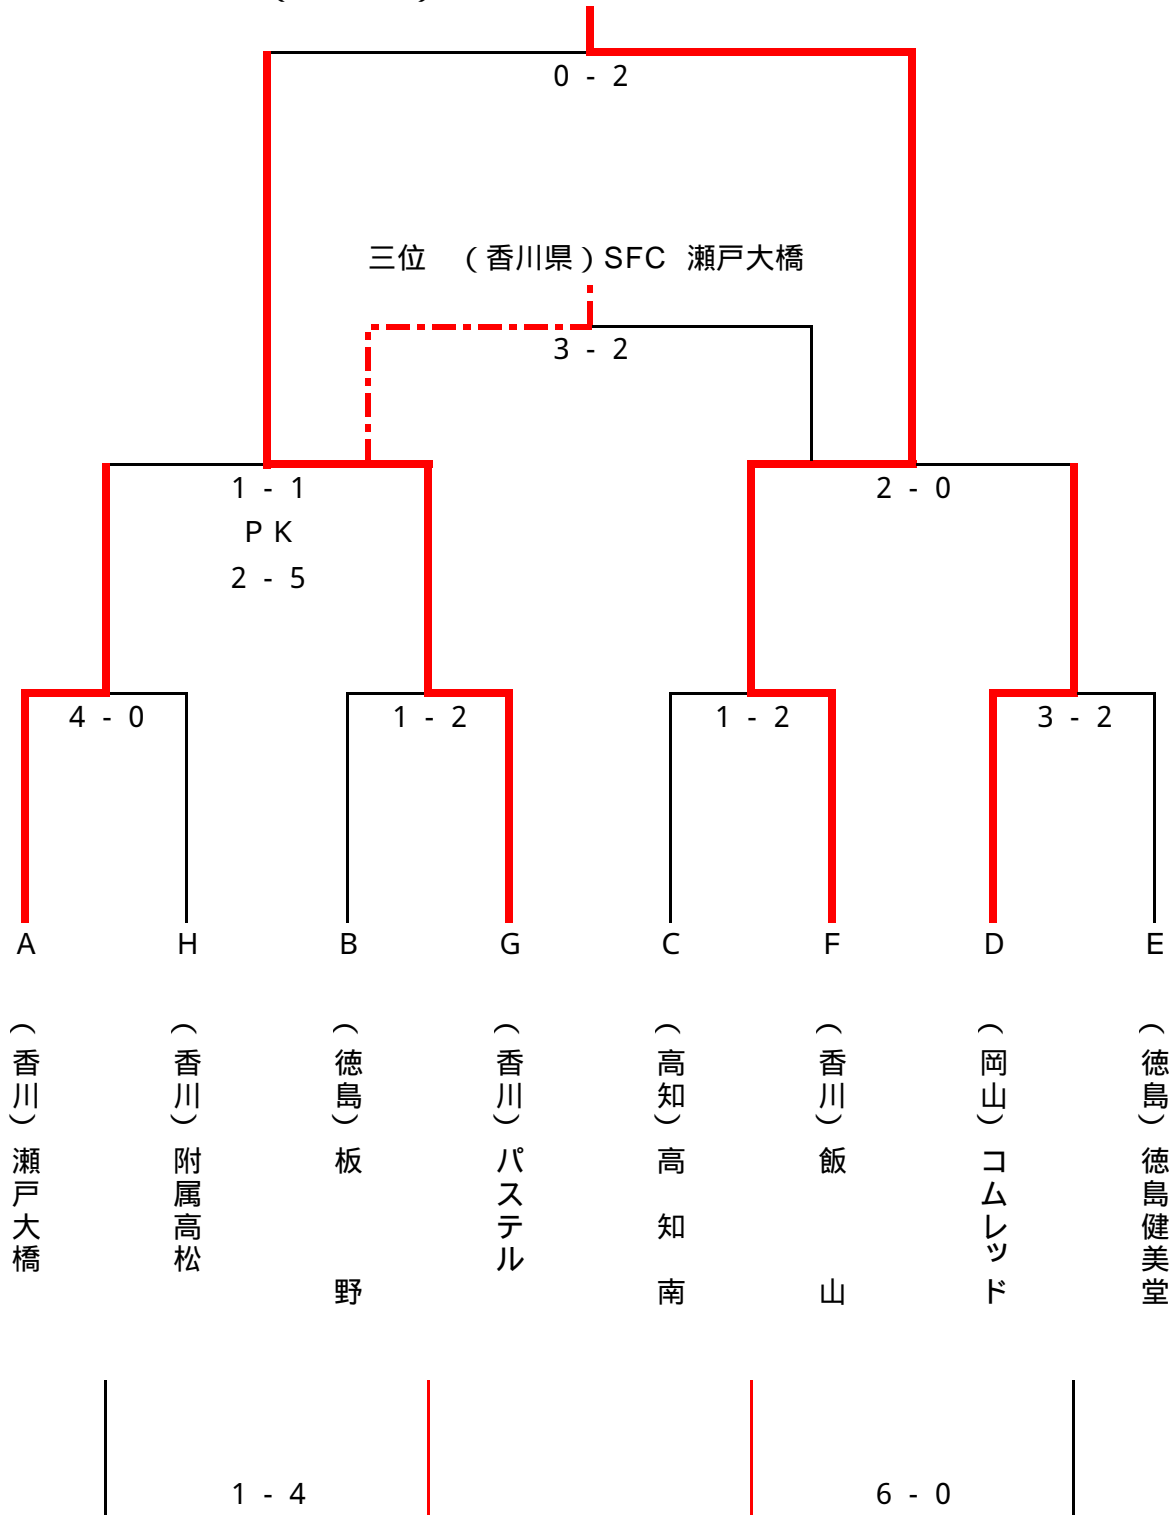 0 - 2
三位 (香川県)SFC 瀬戸大橋
3 - 2
1 - 1
2 - 0
PK
2 - 5
4 - 0
1 - 2
1 - 2
3 - 2
A
H
B
G
C
F
D
E
(香川)瀬戸大橋
(香川)附属高松
(徳島)板野
(香川)パステル
(高知)高知南
(香川)飯山
(岡山)コムレッド
(徳島)徳島健美堂
1 - 4
6 - 0